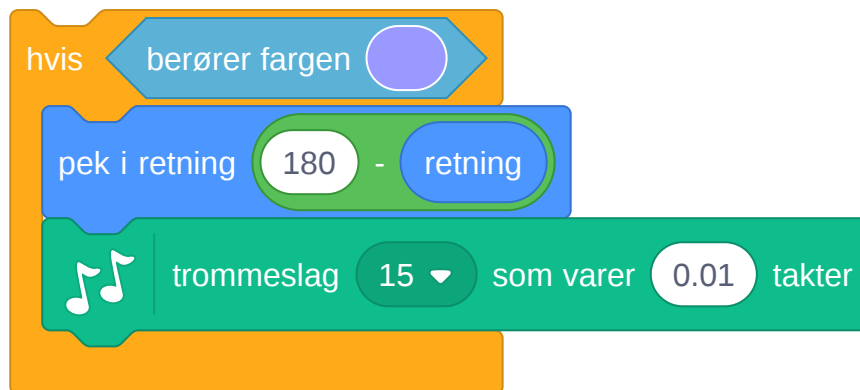 hvis berører fargen
pek i retning 180 - retning
trommeslag 15 som varer 0.01 takter